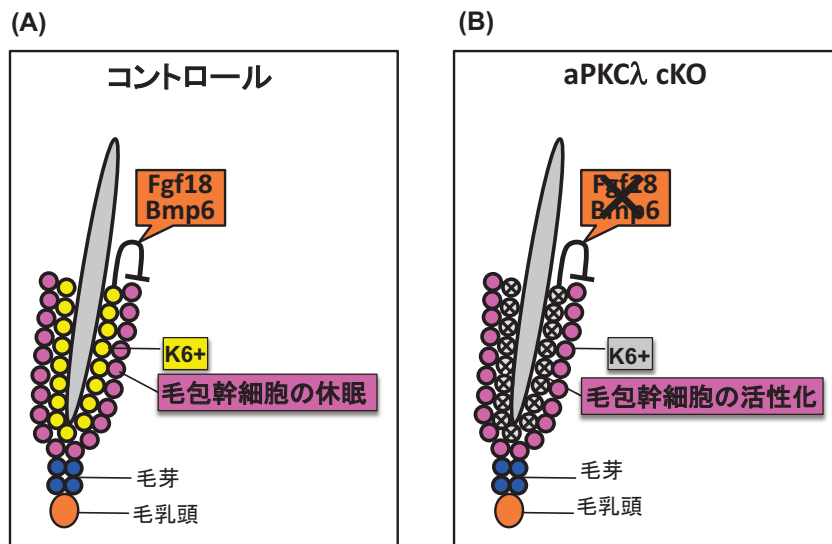 (A)
コントロール
Fgf18
Bmp6
K6+
毛包幹細胞の休眠
毛芽
毛乳頭
(B)
aPKCλ cKO
Fgf18
Bmp6
K6+
毛包幹細胞の活性化
毛芽
毛乳頭